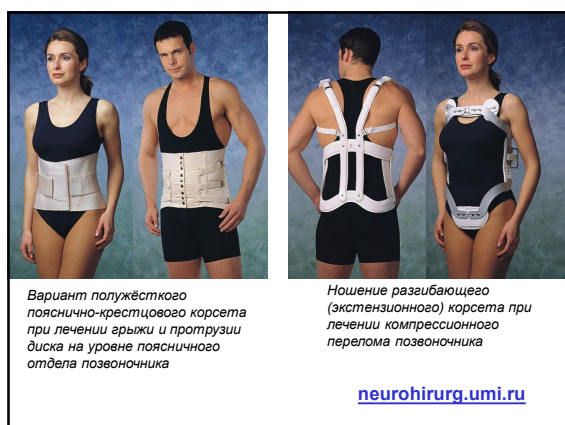 Вариант полужёсткого
пояснично-крестцового корсета
при лечении грыжи и протрузии
диска на уровне поясничного
отдела позвоночника
Ношение разгибающего
(экстензионного) корсета при
лечении компрессионного
перелома позвоночника
neurohirurg.umi.ru